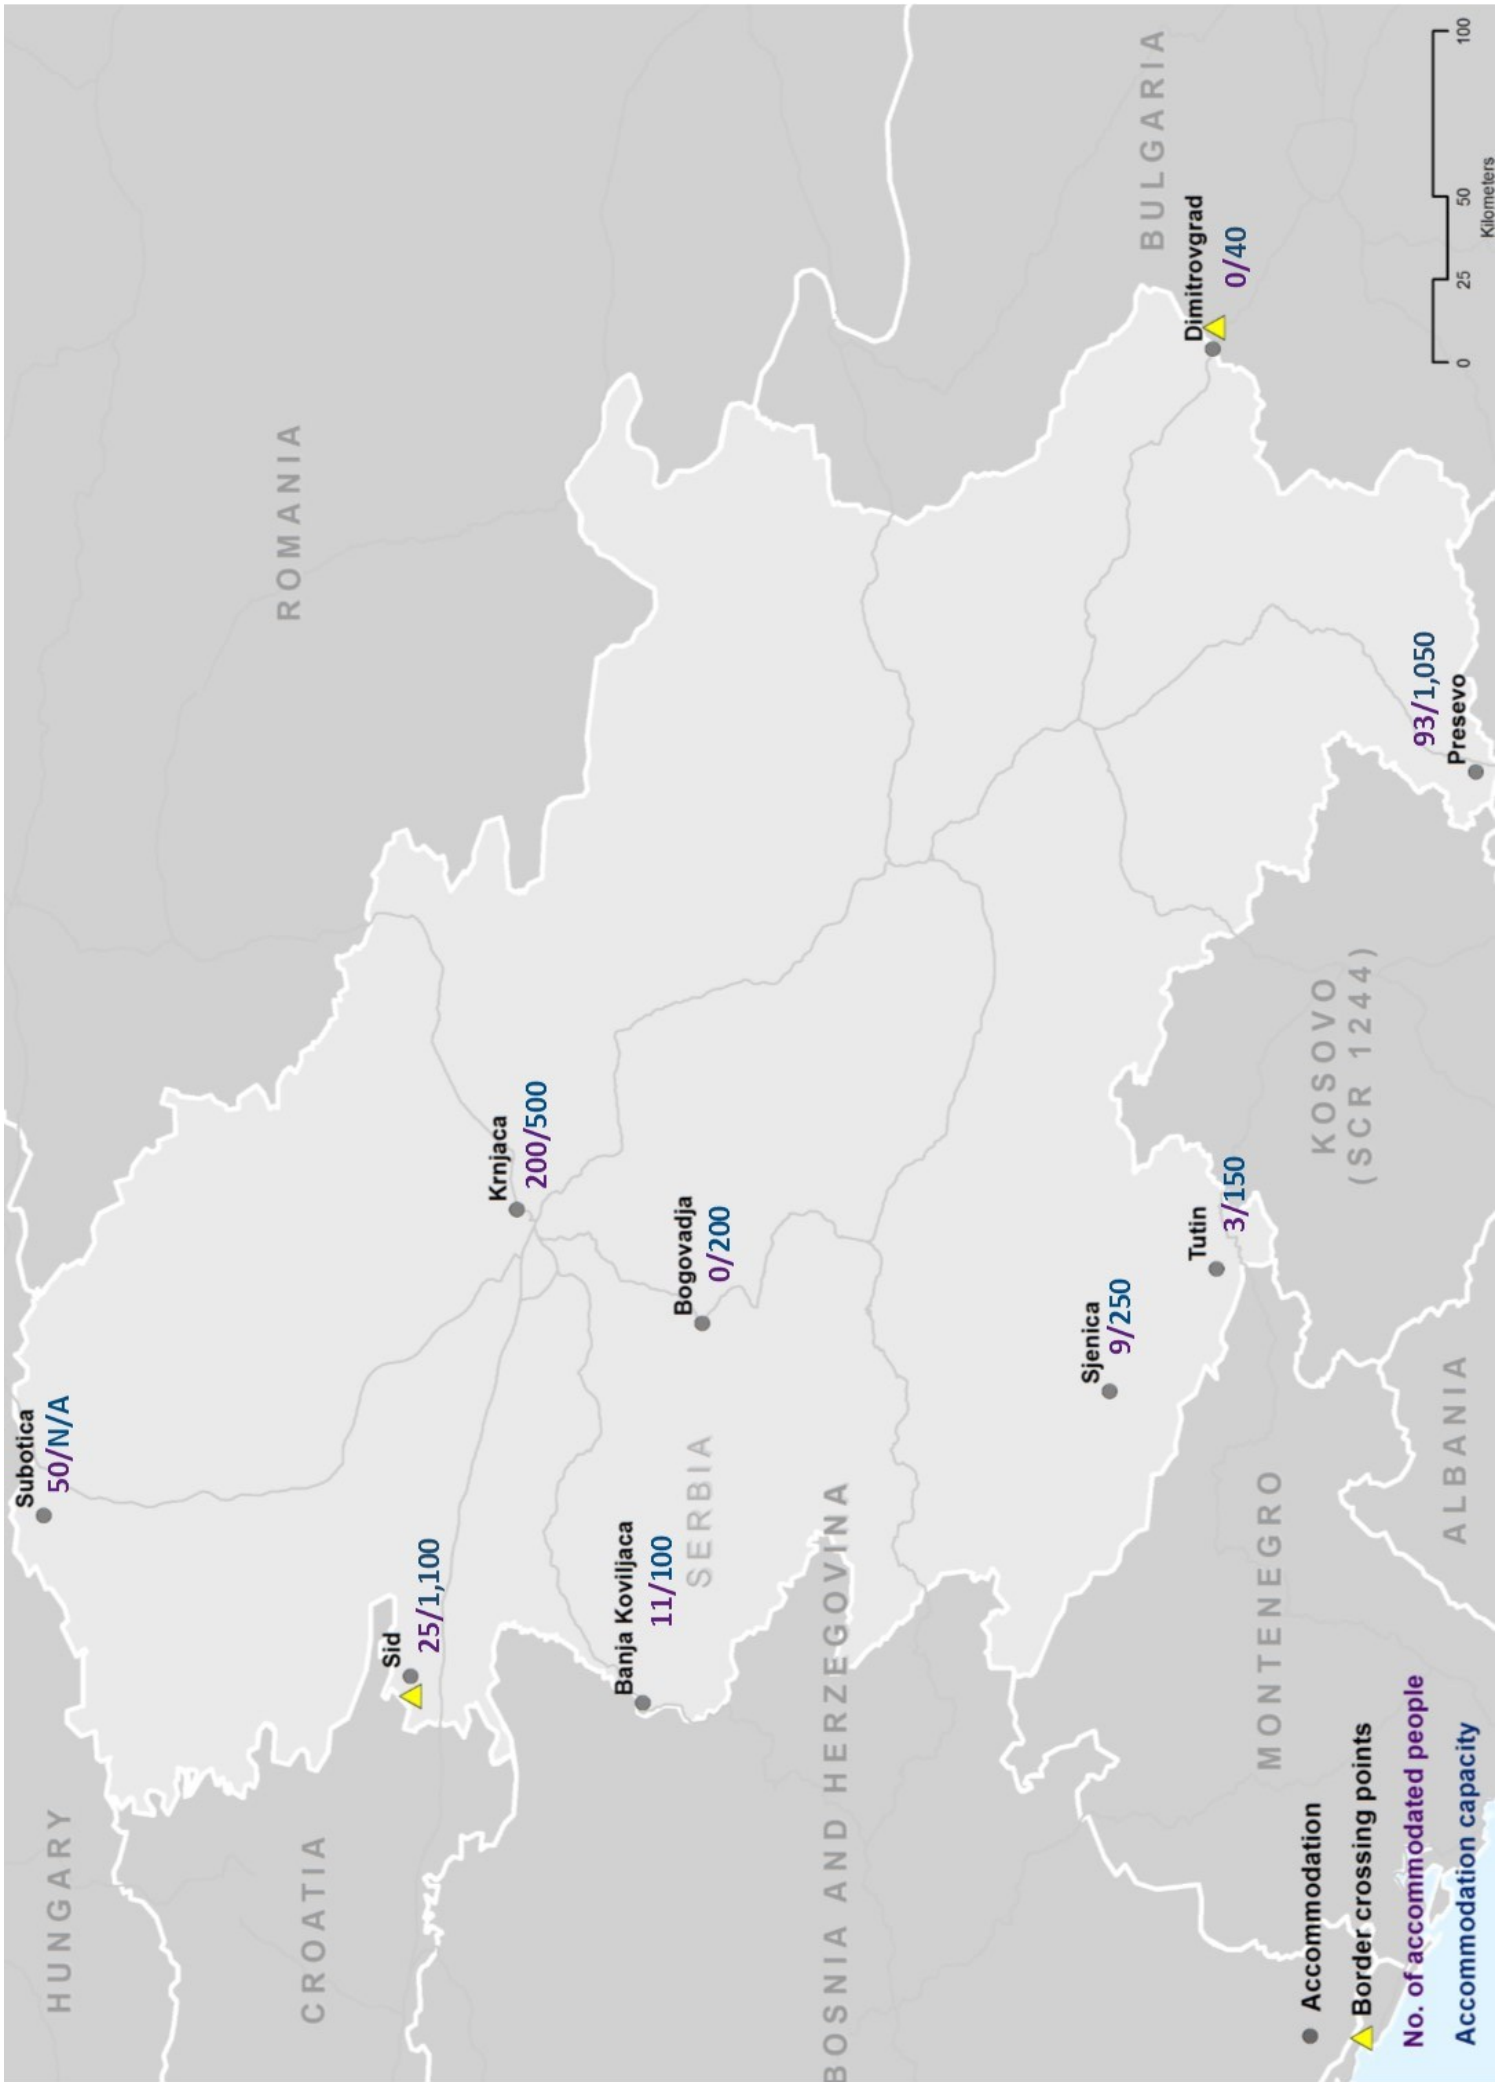 HUNGARY
Subotica
50/N/A
ROMANIA
CROATIA
Sid
25/1,100
Krnjaca
200/500
Banja Koviljaca
11/100
Bogovadja
0/200
SERBIA
BOSNIA AND HERZEGOVINA
Sjenica
9/250
Tutin
3/150
BULGARIA
Dimitrovgrad
0/40
MONTENEGRO
KOSOVO
(SCR 1244)
93/1,050
Presevo
ALBANIA
Accommodation
Border crossing points
No. of accommodated people
Accommodation capacity
0 25 50 100
Kilometers